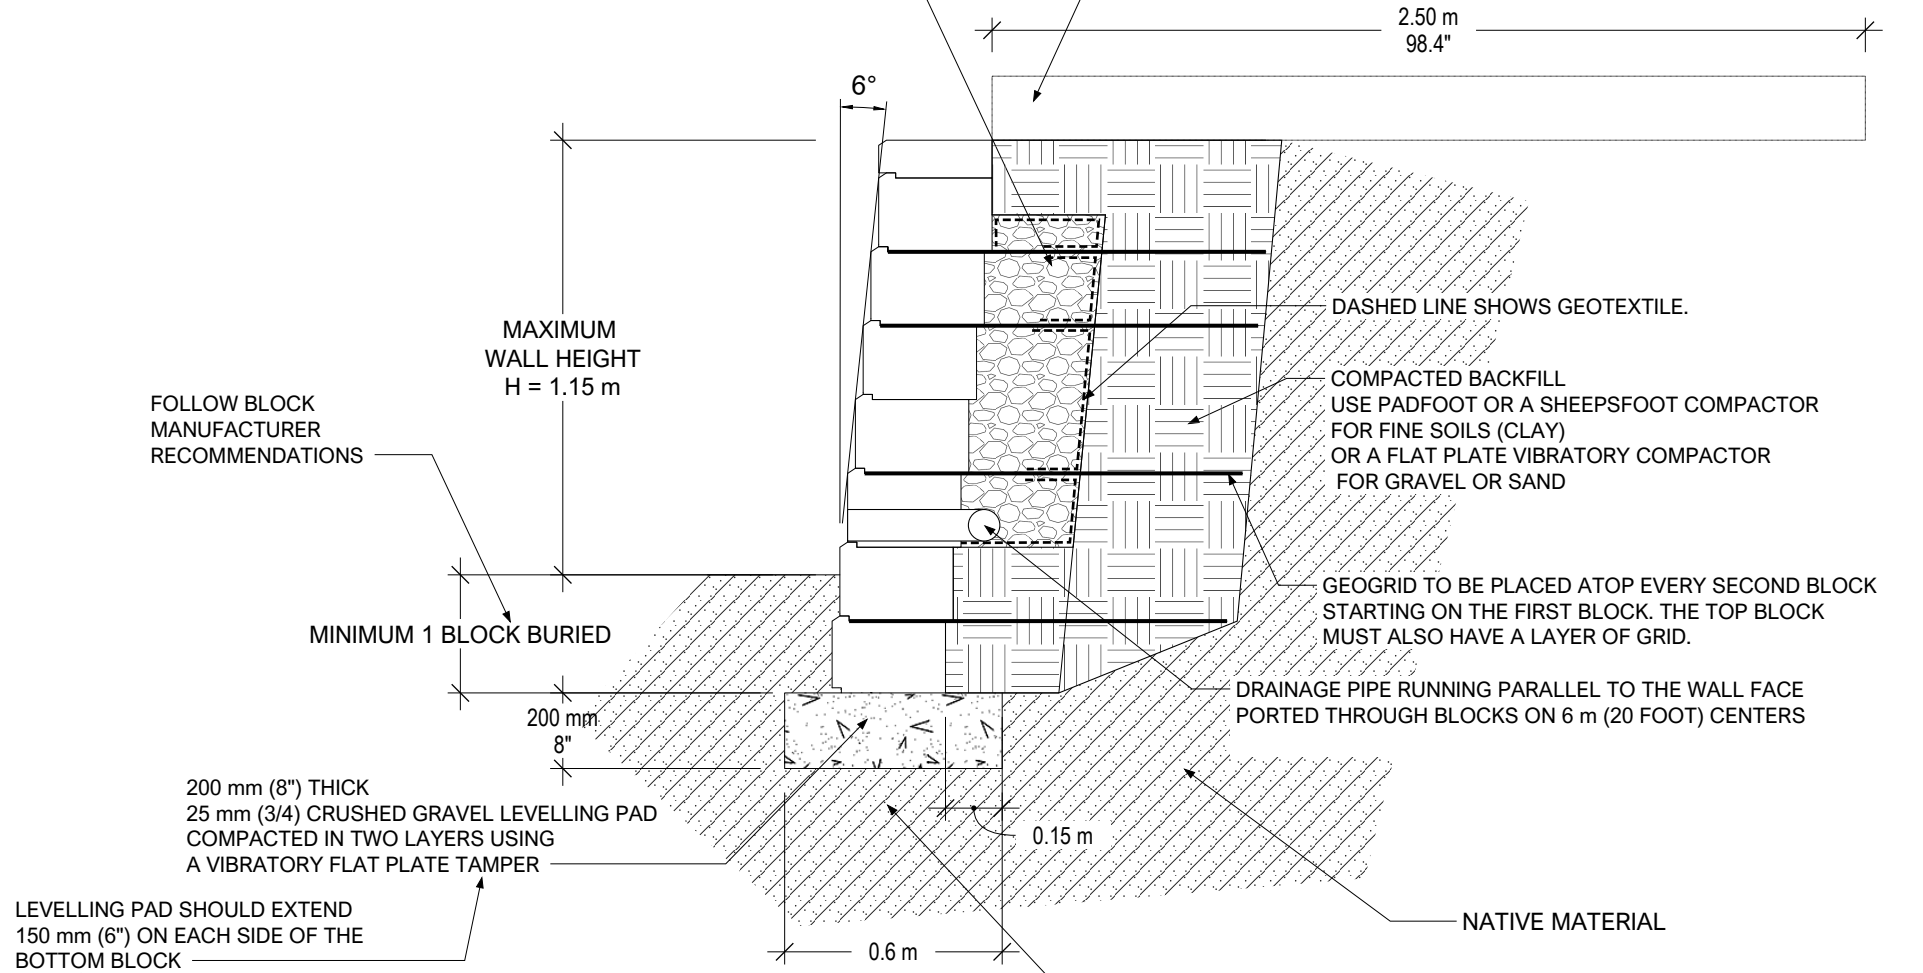 2.50 m
98.4"
6°
MAXIMUM
WALL HEIGHT
H = 1.15 m
DASHED LINE SHOWS GEOTEXTILE.
COMPACTED BACKFILL
USE PADFOOT OR A SHEEPSFOOT COMPACTOR
FOR FINE SOILS (CLAY)
OR A FLAT PLATE VIBRATORY COMPACTOR
FOR GRAVEL OR SAND
FOLLOW BLOCK
MANUFACTURER
RECOMMENDATIONS
GEOGRID TO BE PLACED ATOP EVERY SECOND BLOCK
STARTING ON THE FIRST BLOCK. THE TOP BLOCK
MUST ALSO HAVE A LAYER OF GRID.
MINIMUM 1 BLOCK BURIED
DRAINAGE PIPE RUNNING PARALLEL TO THE WALL FACE
PORTED THROUGH BLOCKS ON 6 m (20 FOOT) CENTERS
200 mm
8"
200 mm (8") THICK
25 mm (3/4) CRUSHED GRAVEL LEVELLING PAD
COMPACTED IN TWO LAYERS USING
A VIBRATORY FLAT PLATE TAMPER
0.15 m
LEVELLING PAD SHOULD EXTEND
150 mm (6") ON EACH SIDE OF THE
BOTTOM BLOCK
0.6 m
NATIVE MATERIAL